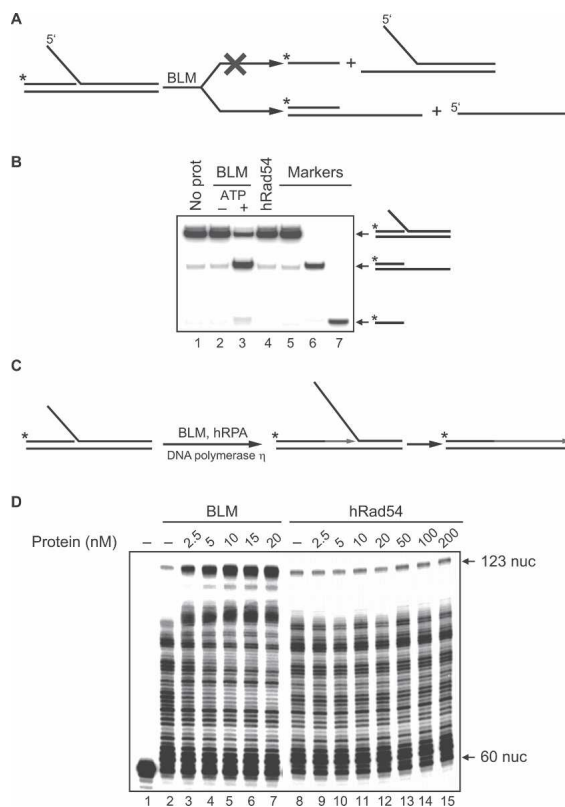 A
5'
*
BLM
*
+
5'
*
+
5'
B
No prot
BLM
ATP
– +
hRad54
Markers
*
*
*
1 2 3 4 5 6 7
C
*
BLM, hRPA
DNA polymerase η
*
*
D
BLM hRad54
Protein (nM) – – 2.5 5 10 15 20 – 2.5 5 10 20 50 100 200
123 nuc
60 nuc
1 2 3 4 5 6 7 8 9 10 11 12 13 14 15